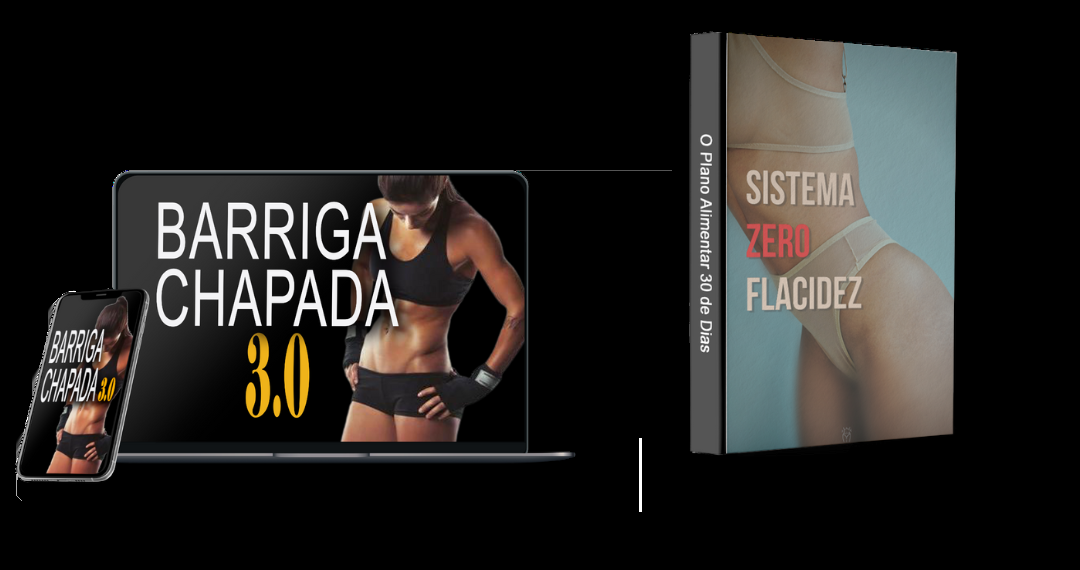 BARRIGA
CHAPADA
3.0
BARRIGA
CHAPADA 3.0
O Plano Alimentar 30 de Dias
SISTEMA
ZERO
FLACIDEZ